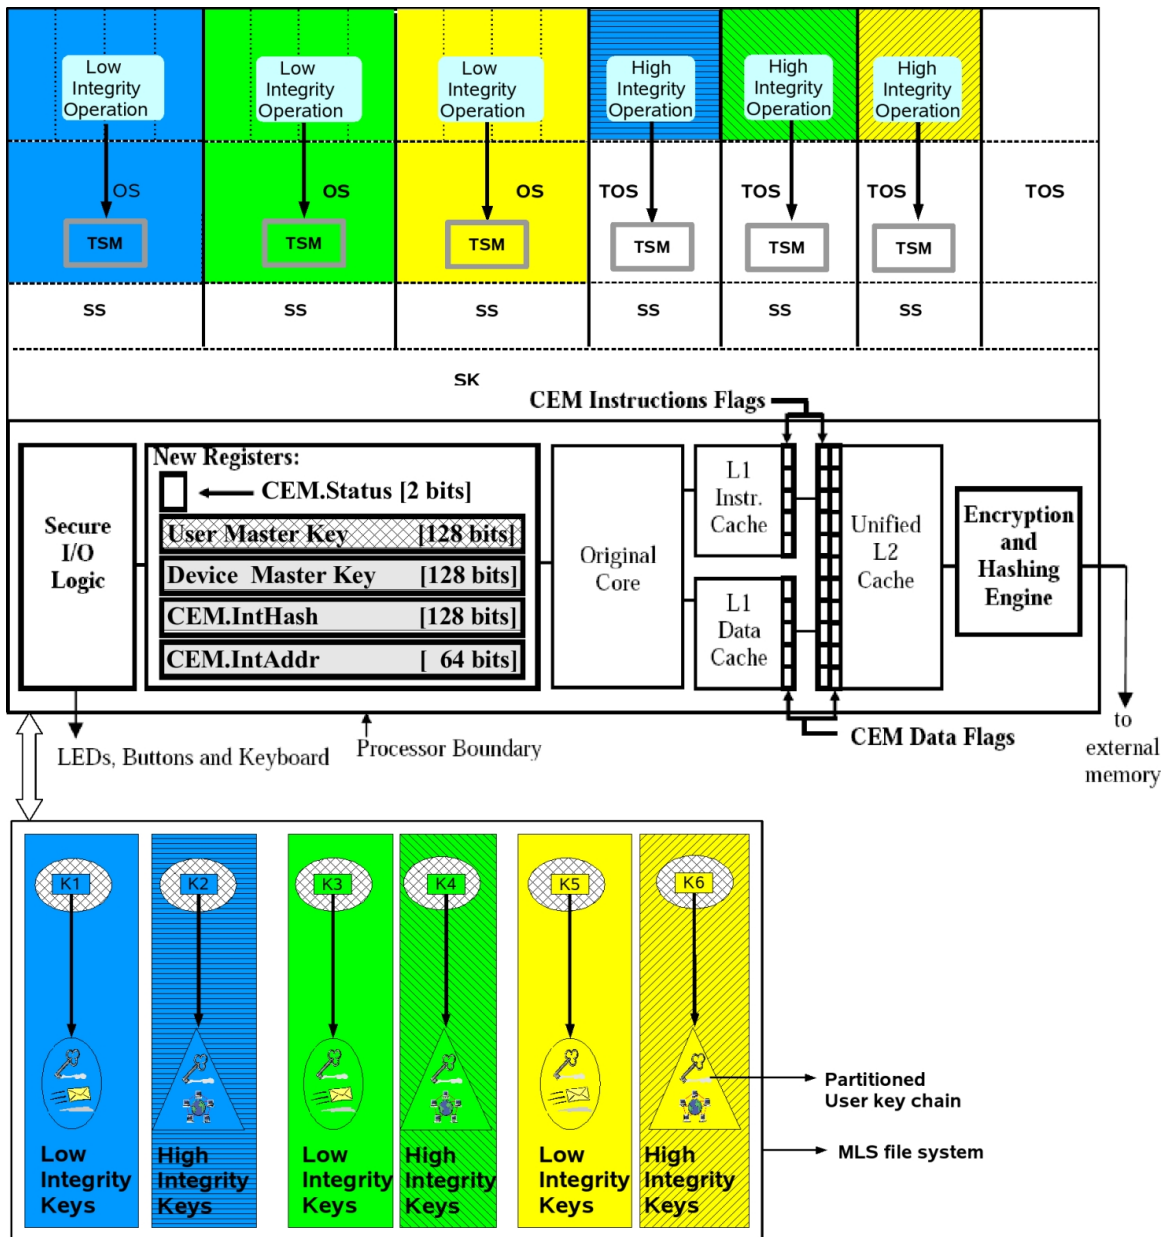 Low
Integrity
Operation
Low
Integrity
Operation
Low
Integrity
Operation
High
Integrity
Operation
High
Integrity
Operation
High
Integrity
Operation
OS
OS
OS
TOS
TOS
TOS
TOS
TSM
TSM
TSM
TSM
TSM
TSM
SS
SS
SS
SS
SS
SS
SK
CEM Instructions Flags
Secure
I/O
Logic
New Registers:
CEM.Status [2 bits]
User Master Key [128 bits]
Device Master Key [128 bits]
CEM.IntHash [128 bits]
CEM.IntAddr [ 64 bits]
Original
Core
L1
Instr.
Cache
L1
Data
Cache
Unified
L2
Cache
Encryption
and
Hashing
Engine
CEM Data Flags
LEDs, Buttons and Keyboard
Processor Boundary
to
external
memory
K1
K2
K3
K4
K5
K6
Low
Integrity
Keys
High
Integrity
Keys
Low
Integrity
Keys
High
Integrity
Keys
Low
Integrity
Keys
High
Integrity
Keys
Partitioned
User key chain
MLS file system